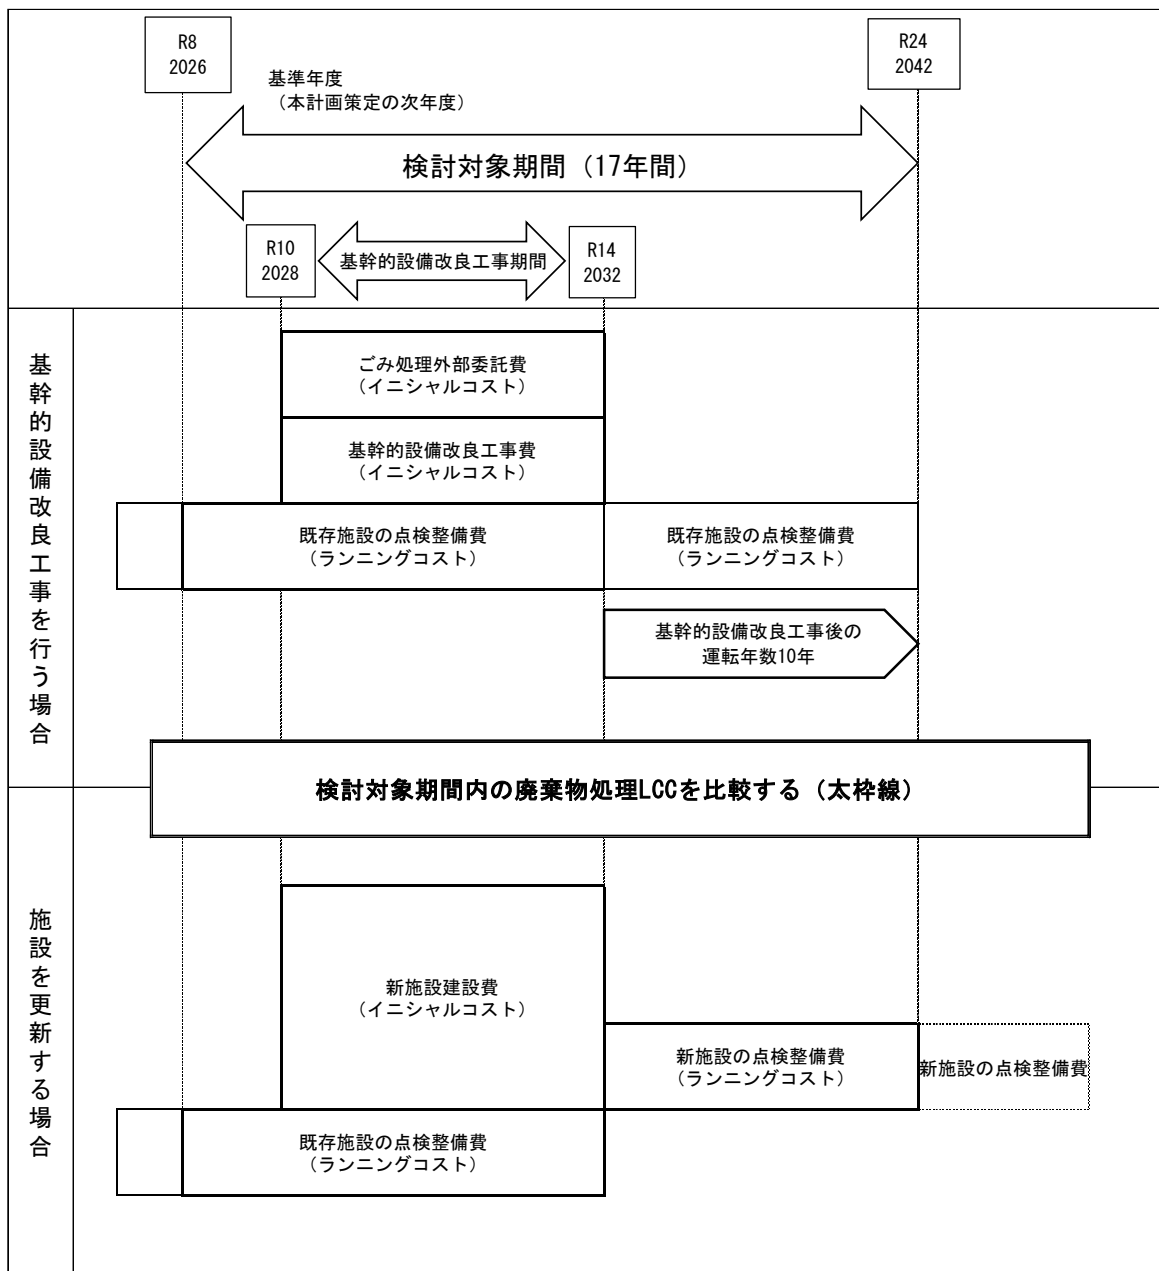 R8
2026
R24
2042
基準年度
（本計画策定の次年度）
検討対象期間（17年間）
R10
2028
基幹的設備改良工事期間
R14
2032
基幹的設備改良工事を行う場合
ごみ処理外部委託費
（イニシャルコスト）
基幹的設備改良工事費
（イニシャルコスト）
既存施設の点検整備費
（ランニングコスト）
既存施設の点検整備費
（ランニングコスト）
基幹的設備改良工事後の
運転年数10年
検討対象期間内の廃棄物処理LCCを比較する（太枠線）
施設を更新する場合
新施設建設費
（イニシャルコスト）
新施設の点検整備費
（ランニングコスト）
新施設の点検整備費
既存施設の点検整備費
（ランニングコスト）